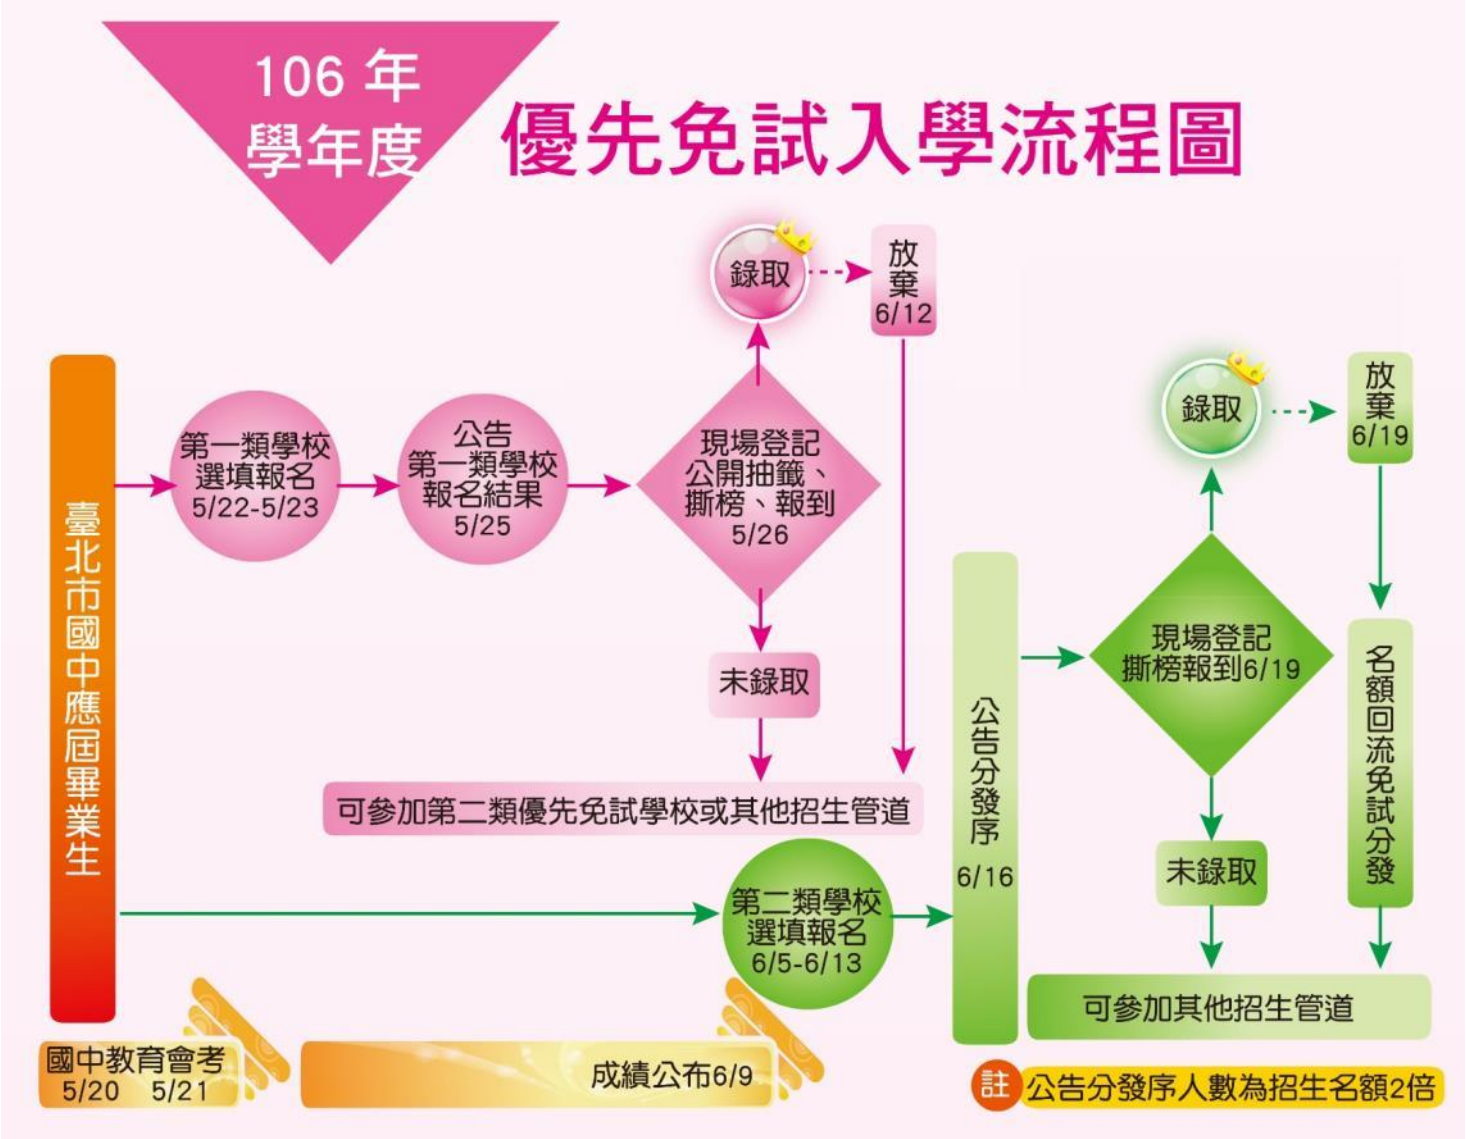 106 年
學年度
優先免試入學流程圖
錄取
放棄
6/12
臺北市國中應屆畢業生
第一類學校
選填報名
5/22-5/23
公告
第一類學校
報名結果
5/25
現場登記
公開抽籤、
撕榜、報到
5/26
未錄取
可參加第二類優先免試學校或其他招生管道
第二類學校
選填報名
6/5-6/13
公告分發序
6/16
現場登記
撕榜報到6/19
錄取
放棄
6/19
名額回流免試分發
未錄取
可參加其他招生管道
國中教育會考
5/20 5/21
成績公布6/9
註 公告分發序人數為招生名額2倍